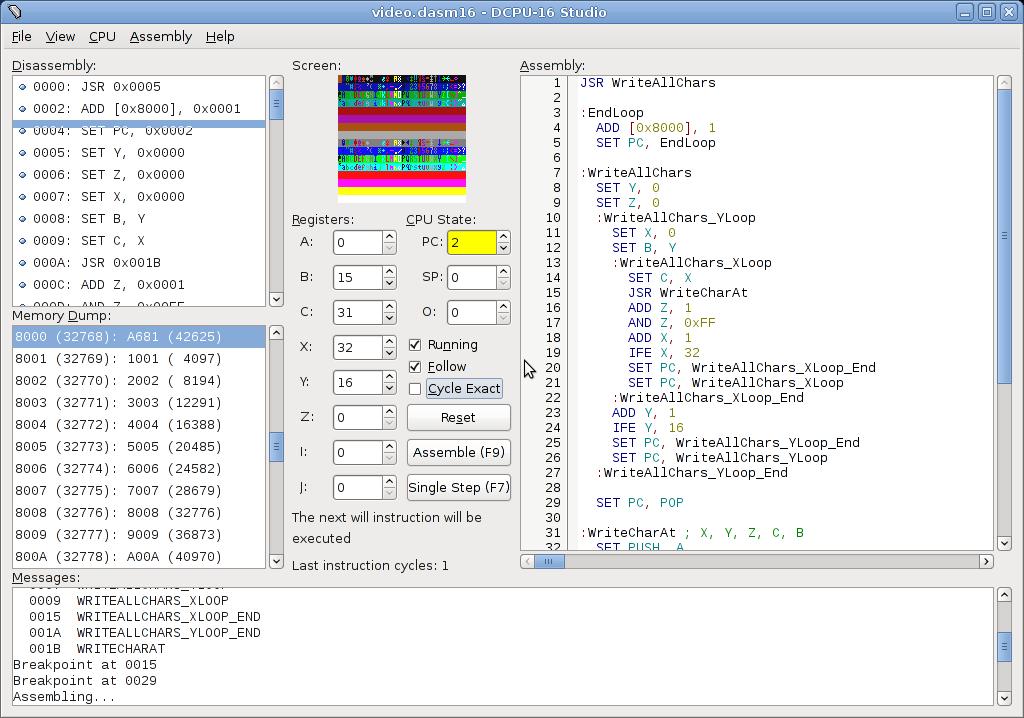 video.dasm16 - DCPU-16 Studio
File View CPU Assembly Help
Disassembly:
0000: JSR 0x0005
0002: ADD [0x8000], 0x0001
0004: SET PC, 0x0002
0005: SET Y, 0x0000
0006: SET Z, 0x0000
0007: SET X, 0x0000
0008: SET B, Y
0009: SET C, X
000A: JSR 0x001B
000C: ADD Z, 0x0001
000D: AND Z, 0x00FF
Memory Dump:
8000 (32768): A681 (42625)
8001 (32769): 1001 ( 4097)
8002 (32770): 2002 ( 8194)
8003 (32771): 3003 (12291)
8004 (32772): 4004 (16388)
8005 (32773): 5005 (20485)
8006 (32774): 6006 (24582)
8007 (32775): 7007 (28679)
8008 (32776): 8008 (32776)
8009 (32777): 9009 (36873)
800A (32778): A00A (40970)
Screen:
Registers:
A: 0
B: 15
C: 31
X: 32
Y: 16
Z: 0
I: 0
J: 0
CPU State:
PC: 2
SP: 0
O: 0
Running
Follow
Cycle Exact
Reset
Assemble (F9)
Single Step (F7)
The next will instruction will be
executed
Last instruction cycles: 1
Assembly:
1 JSR WriteAllChars
2
3 :EndLoop
4 ADD [0x8000], 1
5 SET PC, EndLoop
6
7 :WriteAllChars
8 SET Y, 0
9 SET Z, 0
10 :WriteAllChars_YLoop
11 SET X, 0
12 SET B, Y
13 :WriteAllChars_XLoop
14 SET C, X
15 JSR WriteCharAt
16 ADD Z, 1
17 AND Z, 0xFF
18 ADD X, 1
19 IFE X, 32
20 SET PC, WriteAllChars_XLoop_End
21 SET PC, WriteAllChars_XLoop
22 :WriteAllChars_XLoop_End
23 ADD Y, 1
24 IFE Y, 16
25 SET PC, WriteAllChars_YLoop_End
26 SET PC, WriteAllChars_YLoop
27 :WriteAllChars_YLoop_End
28
29 SET PC, POP
30
31 :WriteCharAt ; X, Y, Z, C, B
32 SET PUSH, A
Messages:
0009 WRITEALLCHARS_XLOOP
0015 WRITEALLCHARS_XLOOP_END
001A WRITEALLCHARS_YLOOP_END
001B WRITECHARAT
Breakpoint at 0015
Breakpoint at 0029
Assembling...